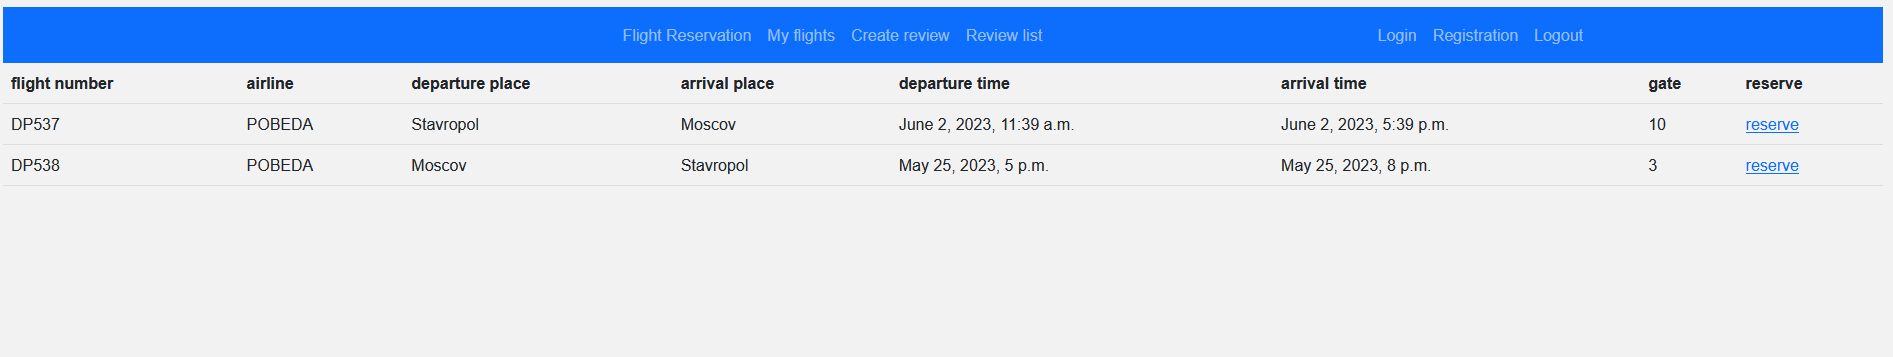 Flight Reservation My flights Create review Review list Login Registration Logout
flight number airline departure place arrival place departure time arrival time gate reserve
DP537 POBEDA Stavropol Moscov June 2, 2023, 11:39 a.m. June 2, 2023, 5:39 p.m. 10 reserve
DP538 POBEDA Moscov Stavropol May 25, 2023, 5 p.m. May 25, 2023, 8 p.m. 3 reserve